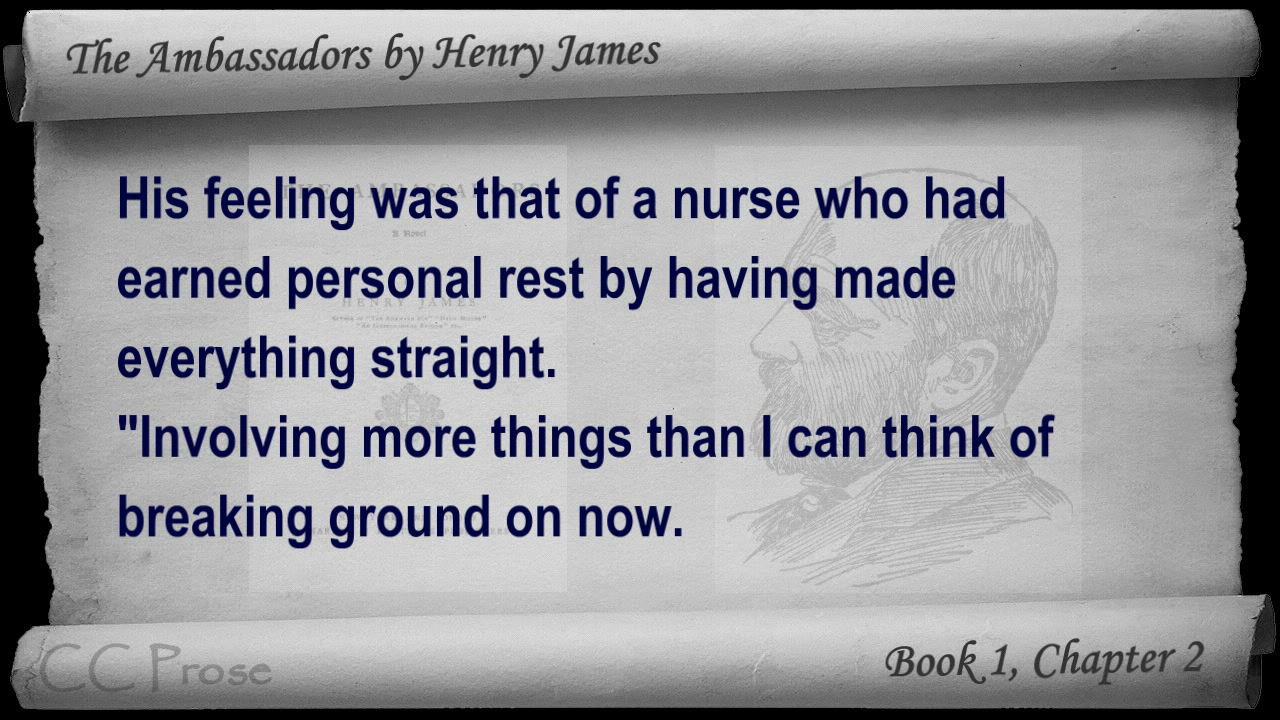 The Ambassadors by Henry James
His feeling was that of a nurse who had
earned personal rest by having made
everything straight.
"Involving more things than I can think of
breaking ground on now.
HENRY JAMES
CC Prose
Book 1, Chapter 2